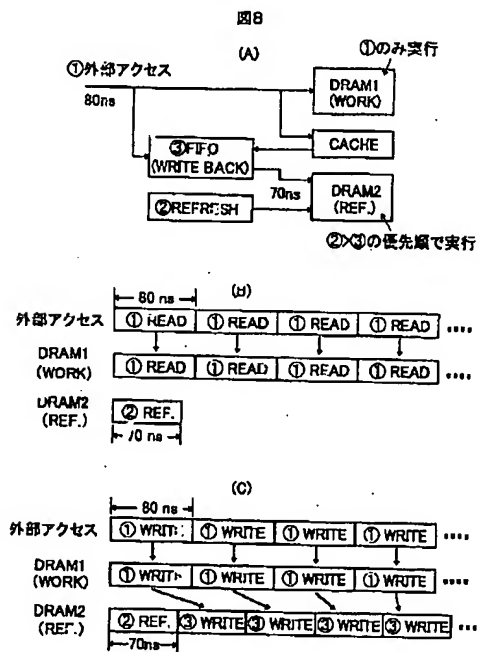 図8
(A)
①のみ実行
①外部アクセス
80ns
DRAM1
(WORK)
CACHE
③FIFO
(WRITE BACK)
70ns
DRAM2
(REF.)
②REFRESH
②>③の優先順で実行
(B)
80 ns
外部アクセス ① READ ① READ ① READ ① READ ....
DRAM1
(WORK) ① READ ① READ ① READ ① READ ....
DRAM2
(REF.) ② REF.
70 ns
(C)
80 ns
外部アクセス ① WRITE ① WRITE ① WRITE ① WRITE ....
DRAM1
(WORK) ① WRITE ① WRITE ① WRITE ① WRITE ....
DRAM2
(REF.) ② REF. ③ WRITE ③ WRITE ③ WRITE ③ WRITE ...
70ns